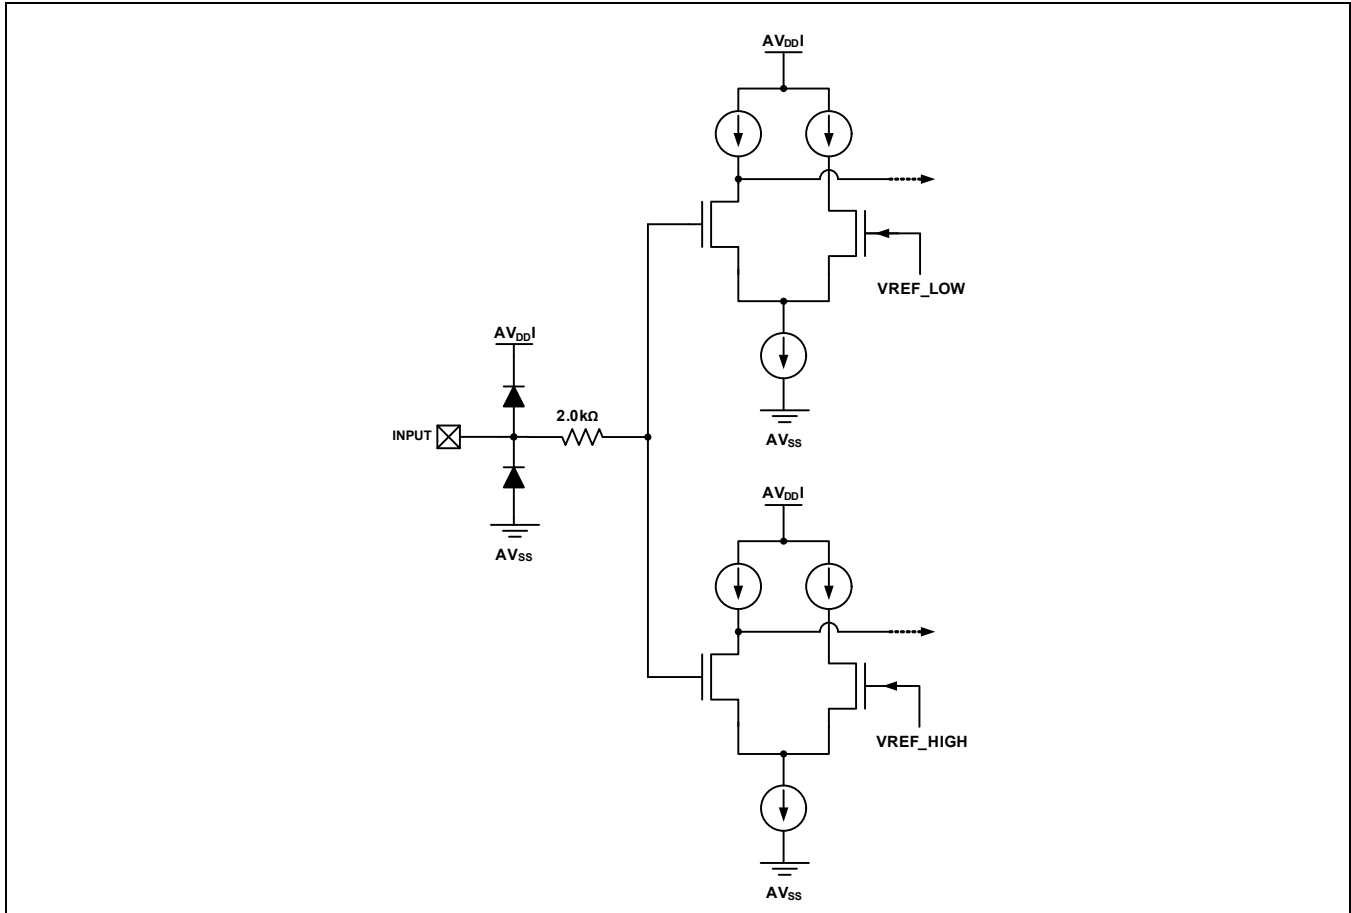 AVDDI
VREF_LOW
AVDDI
2.0kΩ
INPUT
AVSS
AVSS
AVDDI
VREF_HIGH
AVSS